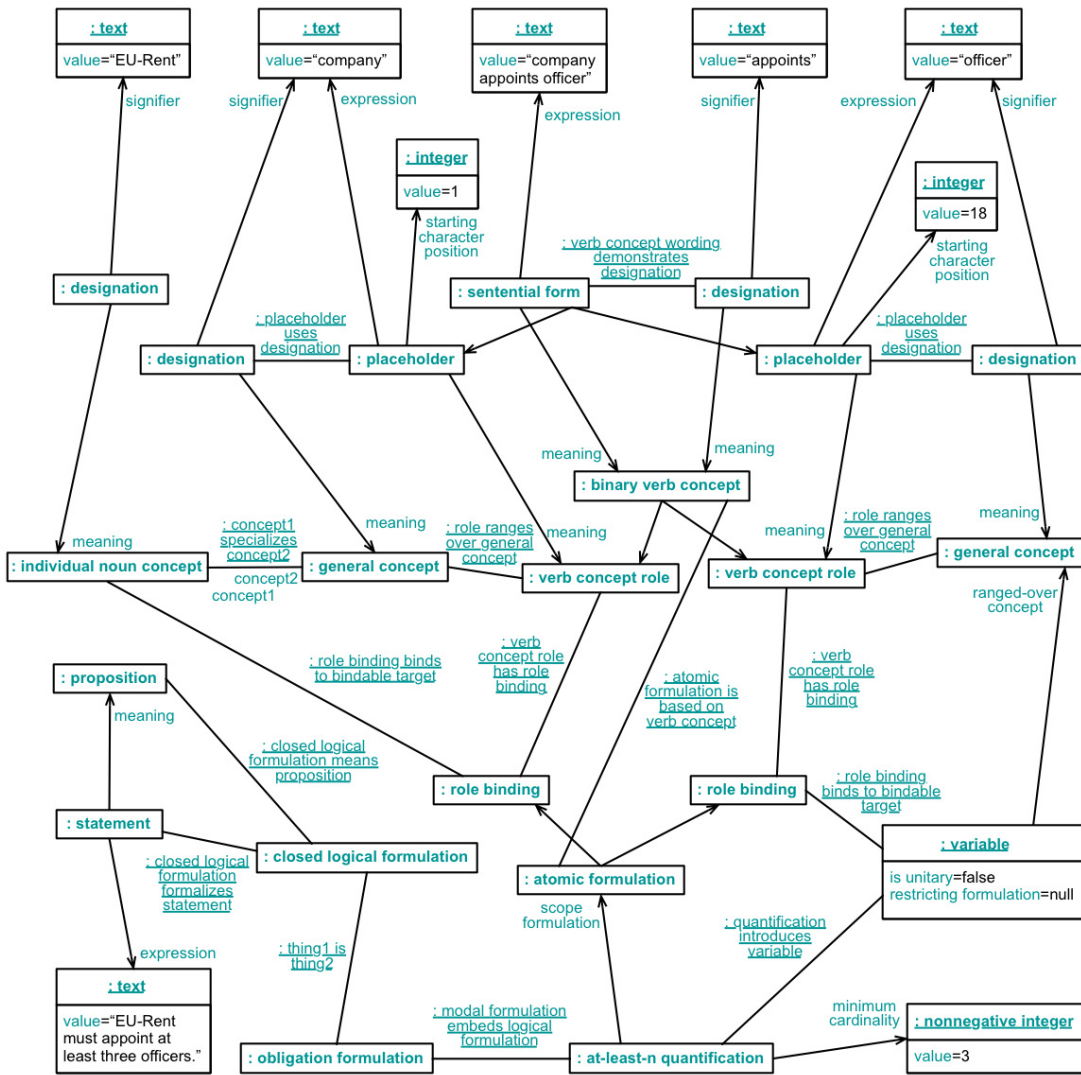 : text
value=“EU-Rent”
: text
value=“company”
: text
value=“company
appoints officer”
: text
value=“appoints”
: text
value=“officer”
signifier
signifier
expression
expression
signifier
expression
signifier
: integer
value=1
: integer
value=18
starting
character
position
: verb concept wording
demonstrates
designation
starting
character
position
: designation
: sentential form
: designation
: placeholder
uses
designation
: placeholder
uses
designation
: designation
: placeholder
: placeholder
: designation
meaning
meaning
: binary verb concept
meaning
: concept1
specializes
concept2
meaning
: role ranges
over general
concept
meaning
meaning
: role ranges
over general
concept
meaning
: individual noun concept
concept2
concept1
: general concept
: verb concept role
: verb concept role
: general concept
ranged-over
concept
: role binding binds
to bindable target
: verb
concept role
has role
binding
: atomic
formulation is
based on
verb concept
: verb
concept role
has role
binding
: proposition
meaning
: closed logical
formulation means
proposition
: role binding
: role binding
: role binding
binds to bindable
target
: statement
: closed logical formulation
: closed logical
formulation
formalizes
statement
: atomic formulation
: variable
is unitary=false
restricting formulation=null
scope
formulation
: quantification
introduces
variable
expression
: thing1 is
thing2
: text
value=“EU-Rent
must appoint at
least three officers.”
: modal formulation
embeds logical
formulation
minimum
cardinality
: obligation formulation
: at-least-n quantification
: nonnegative integer
value=3